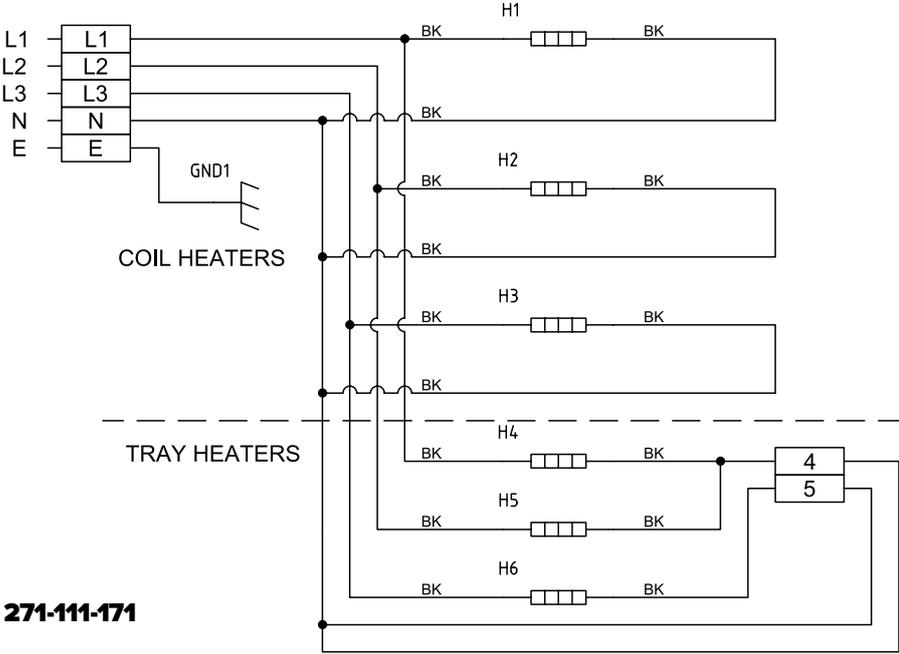 H1
L1 L1 BK BK
L2 L2
L3 L3
N N BK
E E
GND1 H2
BK BK
COIL HEATERS BK
H3
BK BK
BK
H4
TRAY HEATERS BK BK 4
5
H5
BK BK
H6
BK BK
271-111-171